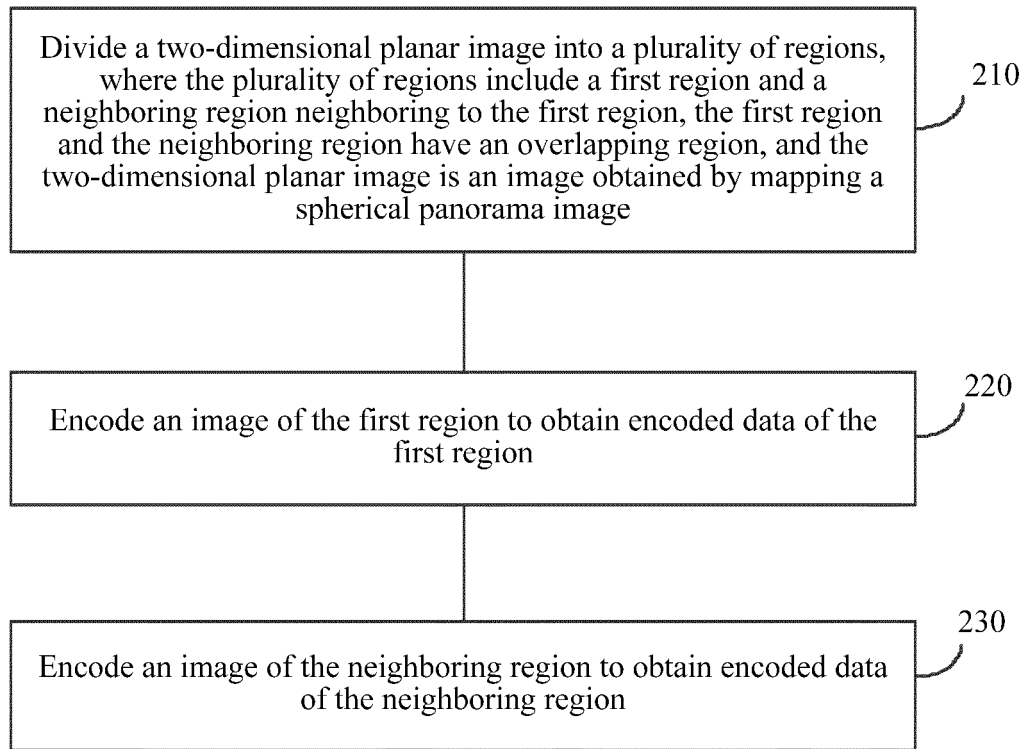 Divide a two-dimensional planar image into a plurality of regions,
where the plurality of regions include a first region and a
neighboring region neighboring to the first region, the first region
and the neighboring region have an overlapping region, and the
two-dimensional planar image is an image obtained by mapping a
spherical panorama image
210
Encode an image of the first region to obtain encoded data of the
first region
220
Encode an image of the neighboring region to obtain encoded data
of the neighboring region
230